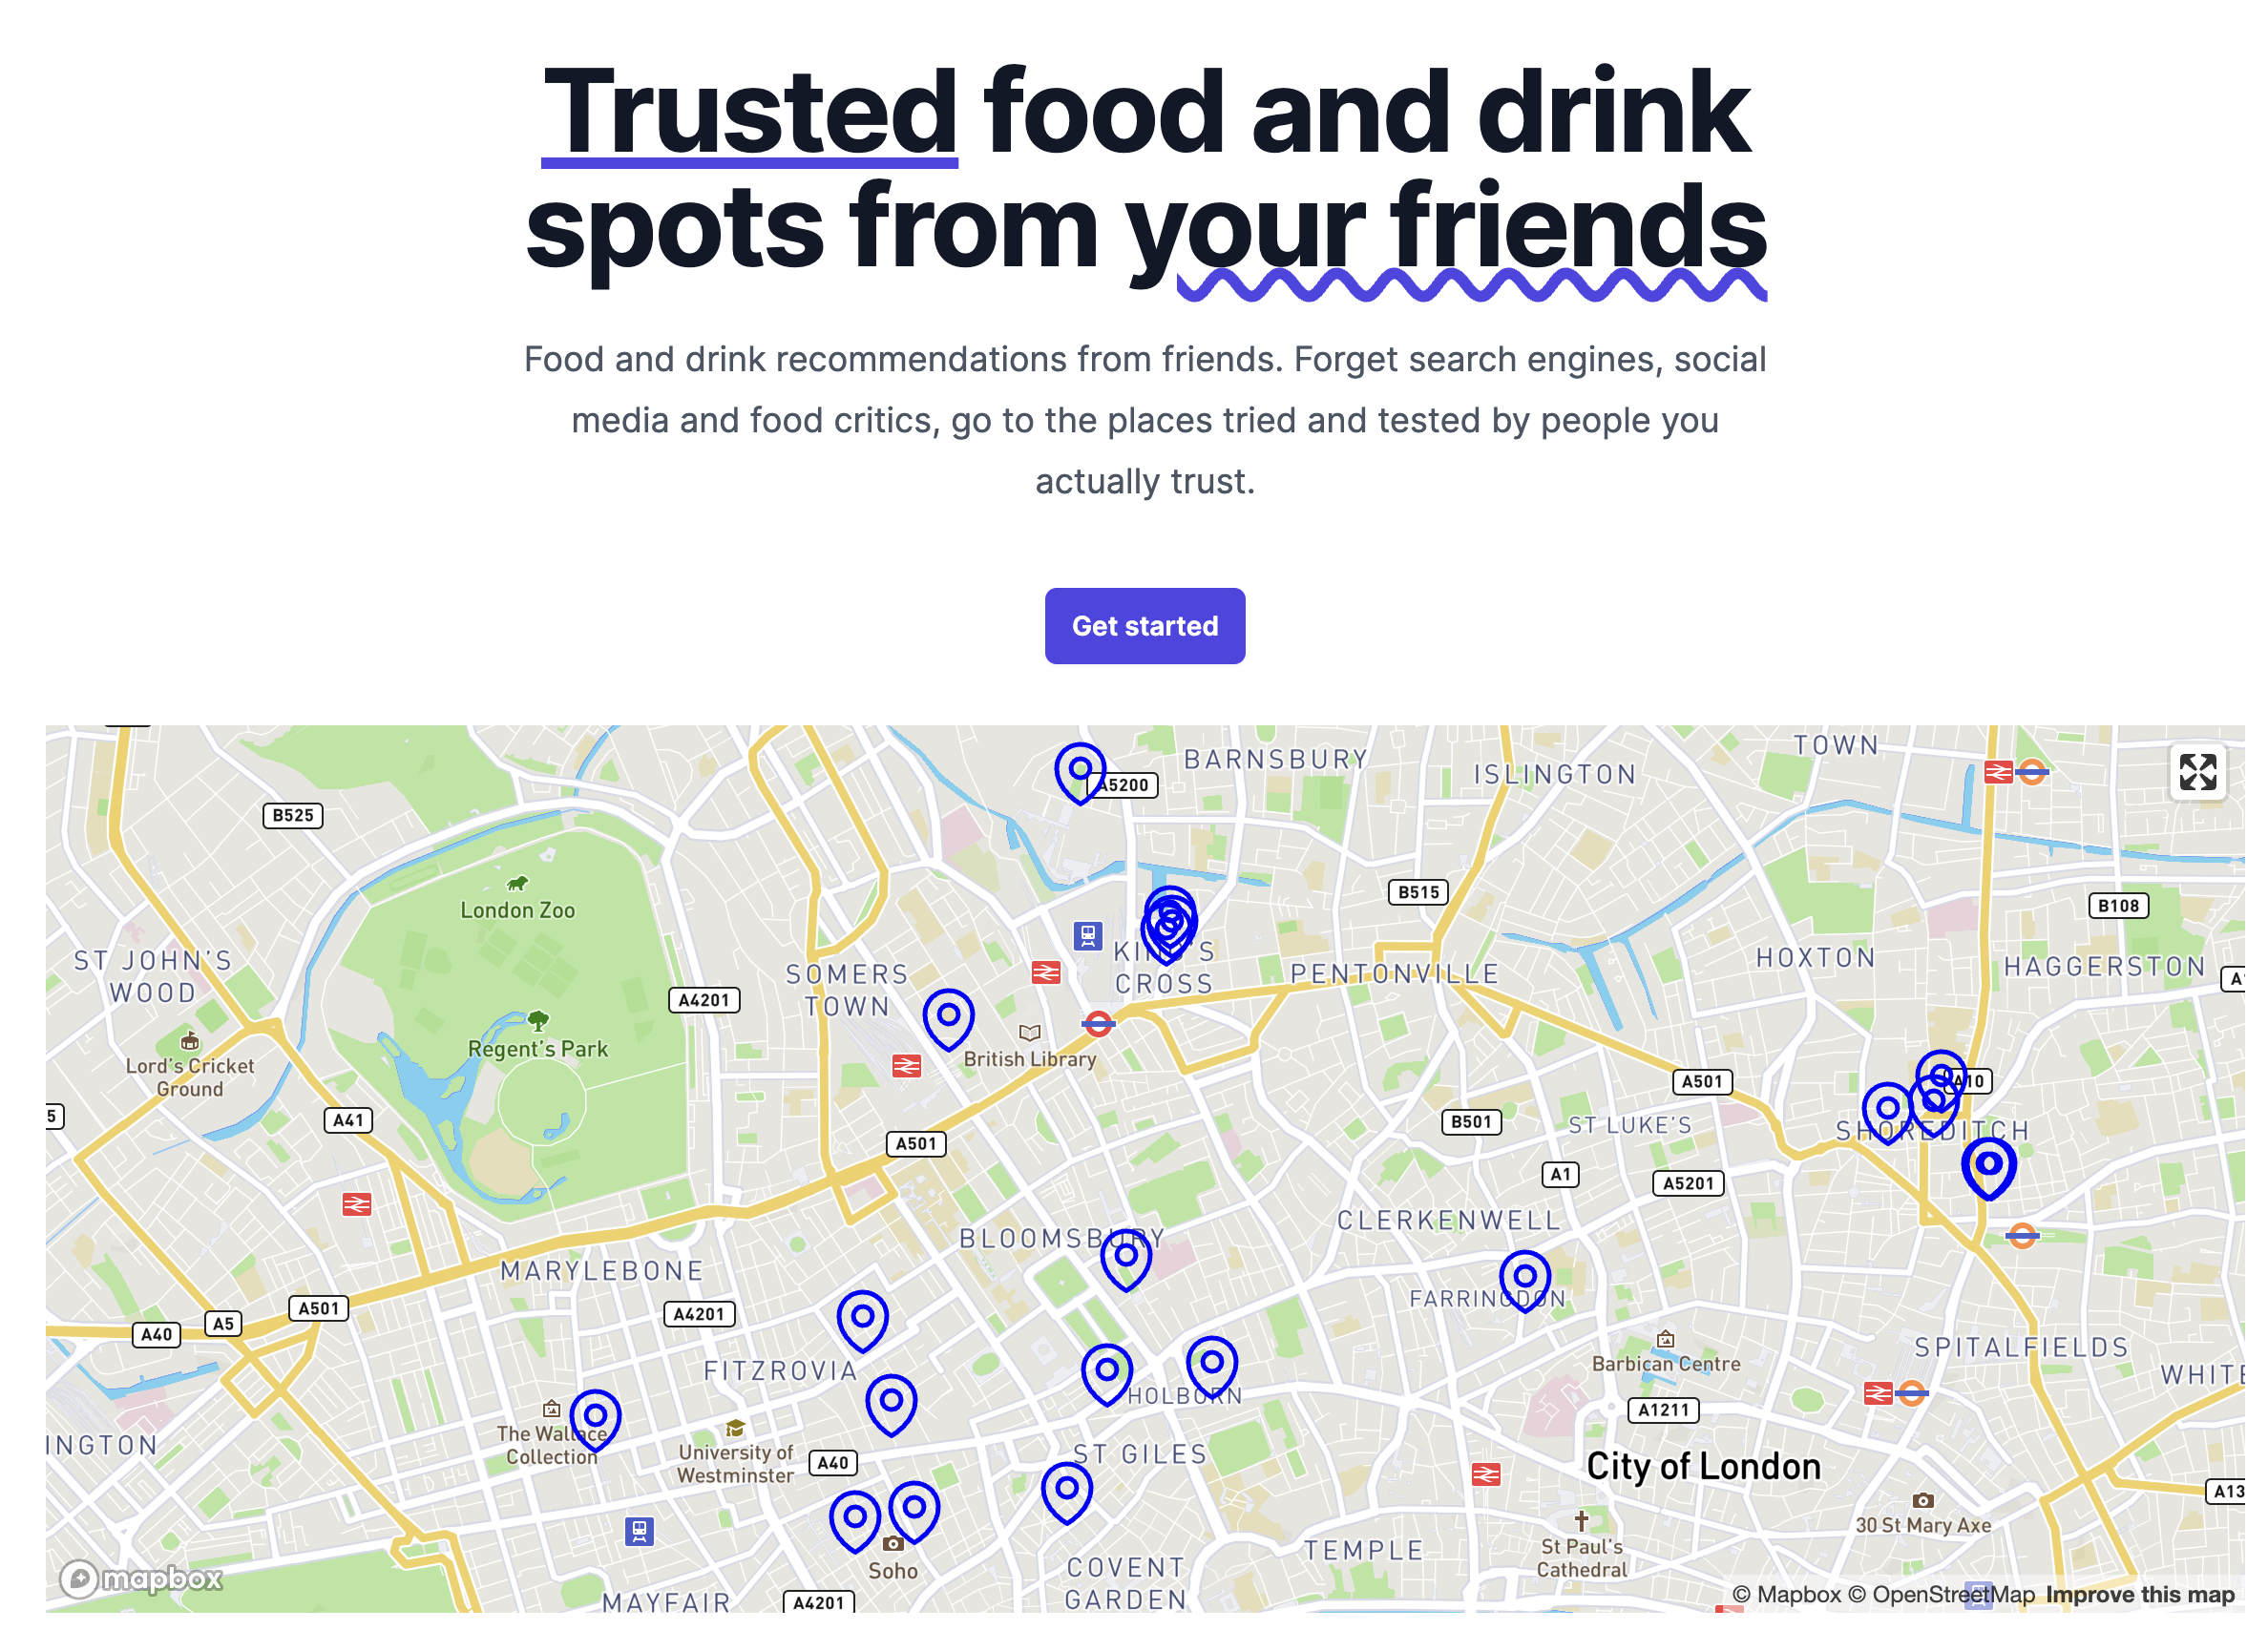 Trusted food and drink
spots from your friends
Food and drink recommendations from friends. Forget search engines, social
media and food critics, go to the places tried and tested by people you
actually trust.
Get started
TOWN
BARNSBURY
ISLINGTON
A5200
B525
London Zoo
B515
B108
ST JOHN'S
WOOD
SOMERS
TOWN
KING'S
CROSS
PENTONVILLE
HOXTON
HAGGERSTON
A4201
Regent's Park
British Library
Lord's Cricket
Ground
A501
A10
A41
5
B501
ST LUKE'S
SHOREDITCH
A501
A1
A5201
BLOOMSBURY
CLERKENWELL
MARYLEBONE
FARRINGDON
A501
A4201
A5
A40
SPITALFIELDS
Barbican Centre
FITZROVIA
WHITE
HOLBORN
A1211
The Wallace
Collection
INGTON
University of
Westminster
A40
ST GILES
City of London
A13
30 St Mary Axe
St Paul's
Cathedral
TEMPLE
Soho
COVENT
GARDEN
mapbox
MAYFAIR
A4201
© Mapbox © OpenStreetMap Improve this map